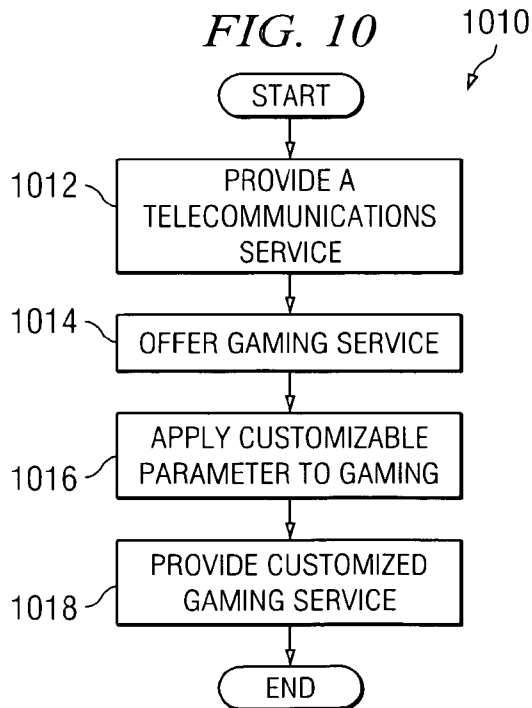 FIG. 10
1010
START
1012
PROVIDE A
TELECOMMUNICATIONS
SERVICE
1014
OFFER GAMING SERVICE
APPLY CUSTOMIZABLE
PARAMETER TO GAMING
1016
PROVIDE CUSTOMIZED
GAMING SERVICE
1018
END